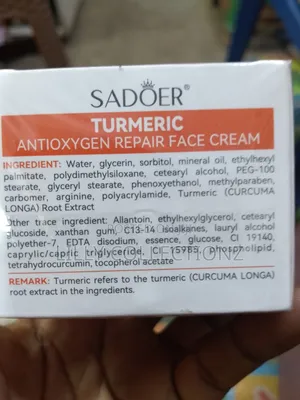 SADOER®
TURMERIC
ANTIOXYGEN REPAIR FACE CREAM
INGREDIENT: Water, glycerin, sorbitol, mineral oil, ethylhexyl
palmitate, polydimethylsiloxane, cetearyl alcohol, PEG-100
stearate, glyceryl stearate, phenoxyethanol, methylparaben,
carbomer, arginine, polyacrylamide, Turmeric (CURCUMA
LONGA) Root Extract
Other trace ingredient: Allantoin, ethylhexylglycerol, cetearyl
glucoside, xanthan gum, C13-14 isoalkanes, lauryl alcohol
polyether-7, EDTA disodium, essence, glucose, CI 19140,
caprylic/capric triglyceride, CI 15985, phospholipid,
tetrahydrocurcumin, tocopherol acetate
REMARK: Turmeric refers to the turmeric (CURCUMA LONGA)
root extract in the ingredients.